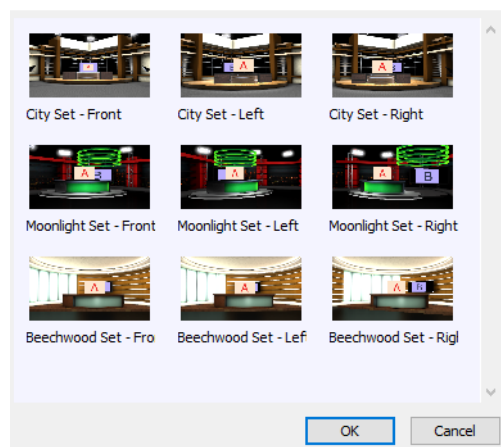 A
A
A
City Set - Front
City Set - Left
City Set - Right
A B
A
A B
Moonlight Set - Front
Moonlight Set - Left
Moonlight Set - Right
A
A
A B
Beechwood Set - Fro
Beechwood Set - Lef
Beechwood Set - Rigl
OK
Cancel